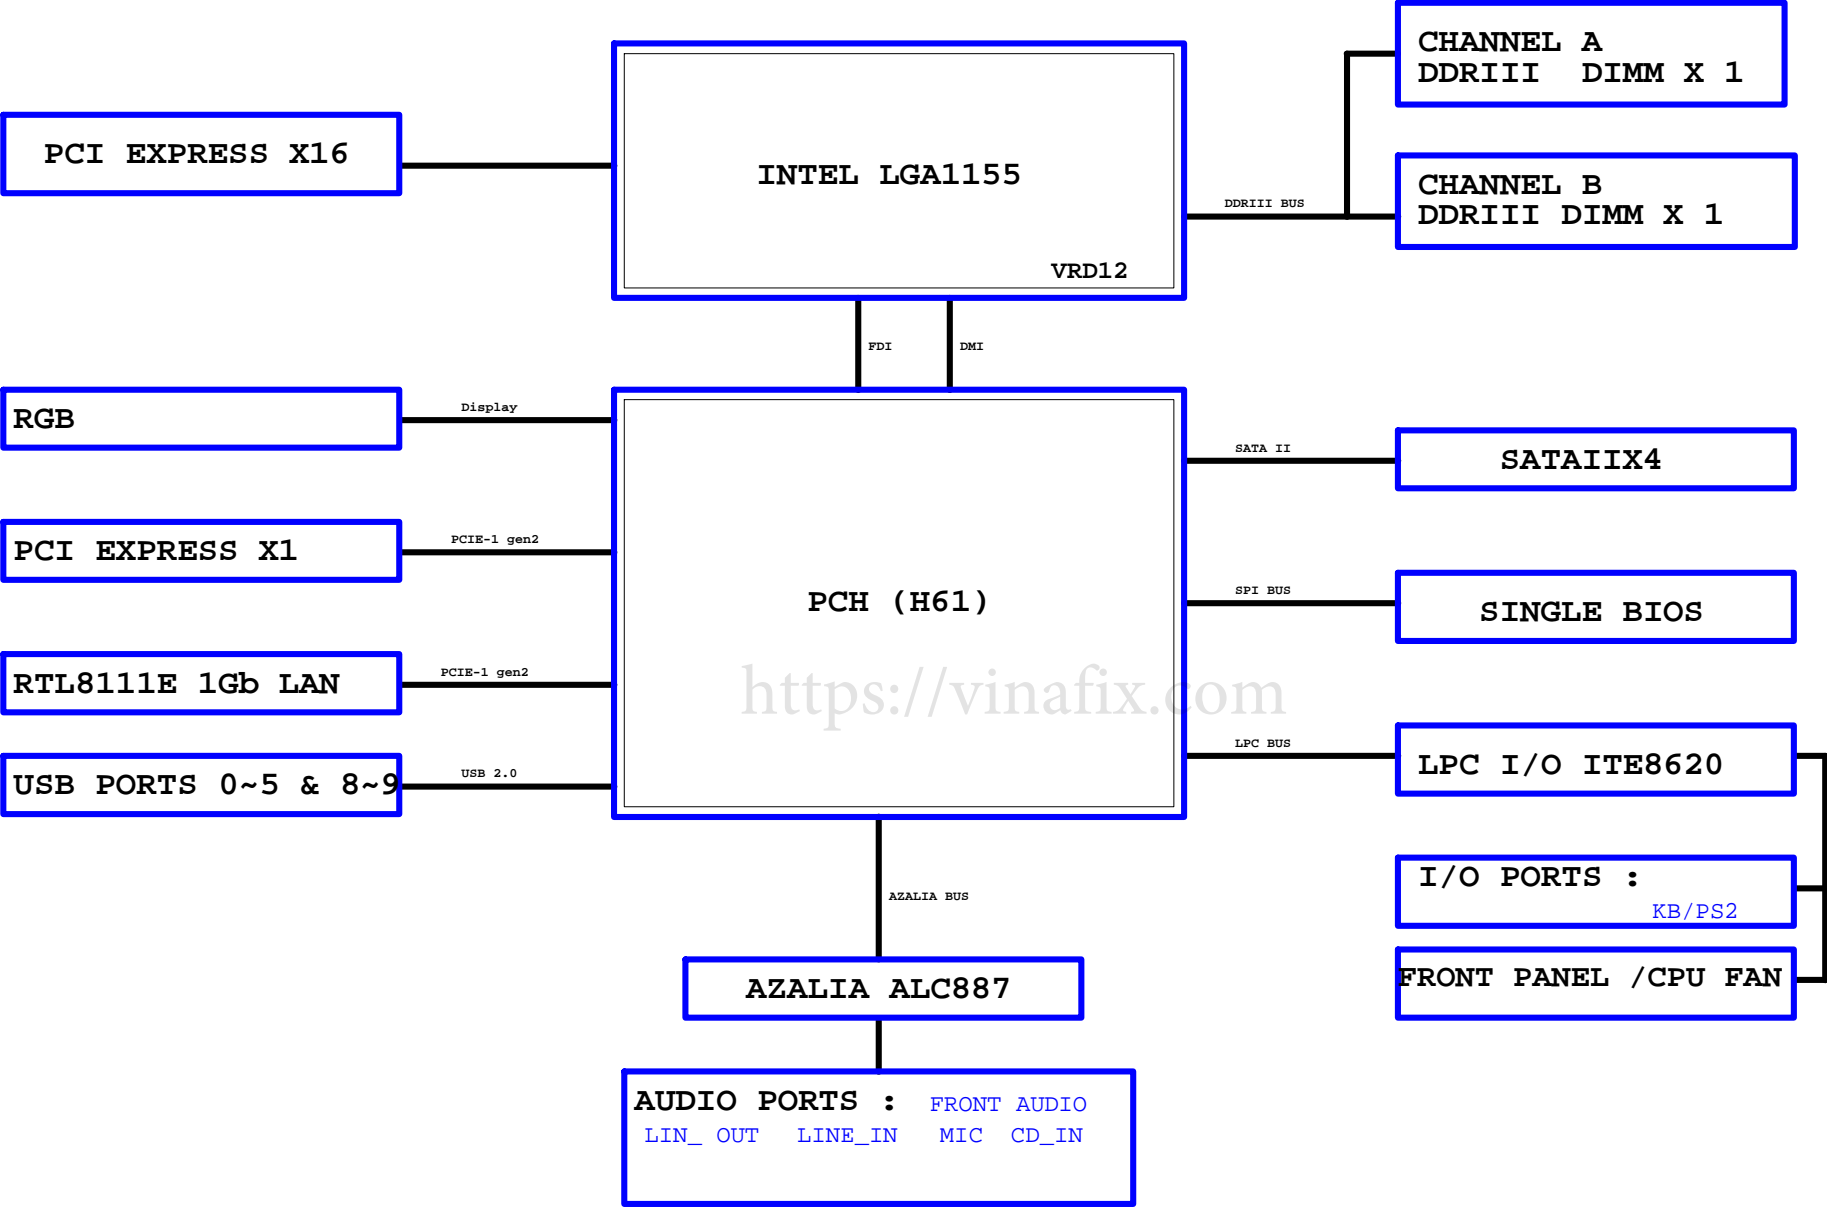 CHANNEL A
DDRIII DIMM X 1
PCI EXPRESS X16
INTEL LGA1155
VRD12
DDRIII BUS
CHANNEL B
DDRIII DIMM X 1
FDI
DMI
RGB
Display
SATA II
SATAIIX4
PCI EXPRESS X1
PCIE-1 gen2
PCH (H61)
SPI BUS
SINGLE BIOS
RTL8111E 1Gb LAN
PCIE-1 gen2
https://vinafix.com
USB PORTS 0~5 & 8~9
USB 2.0
LPC BUS
LPC I/O ITE8620
I/O PORTS :
KB/PS2
AZALIA BUS
FRONT PANEL /CPU FAN
AZALIA ALC887
AUDIO PORTS : FRONT AUDIO
LIN_ OUT LINE_IN MIC CD_IN